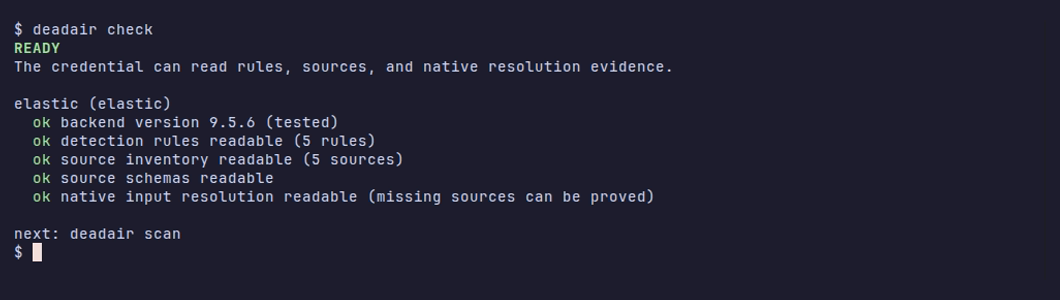 $ deadair check
READY
The credential can read rules, sources, and native resolution evidence.

elastic (elastic)
  ok backend version 9.5.6 (tested)
  ok detection rules readable (5 rules)
  ok source inventory readable (5 sources)
  ok source schemas readable
  ok native input resolution readable (missing sources can be proved)

next: deadair scan
$